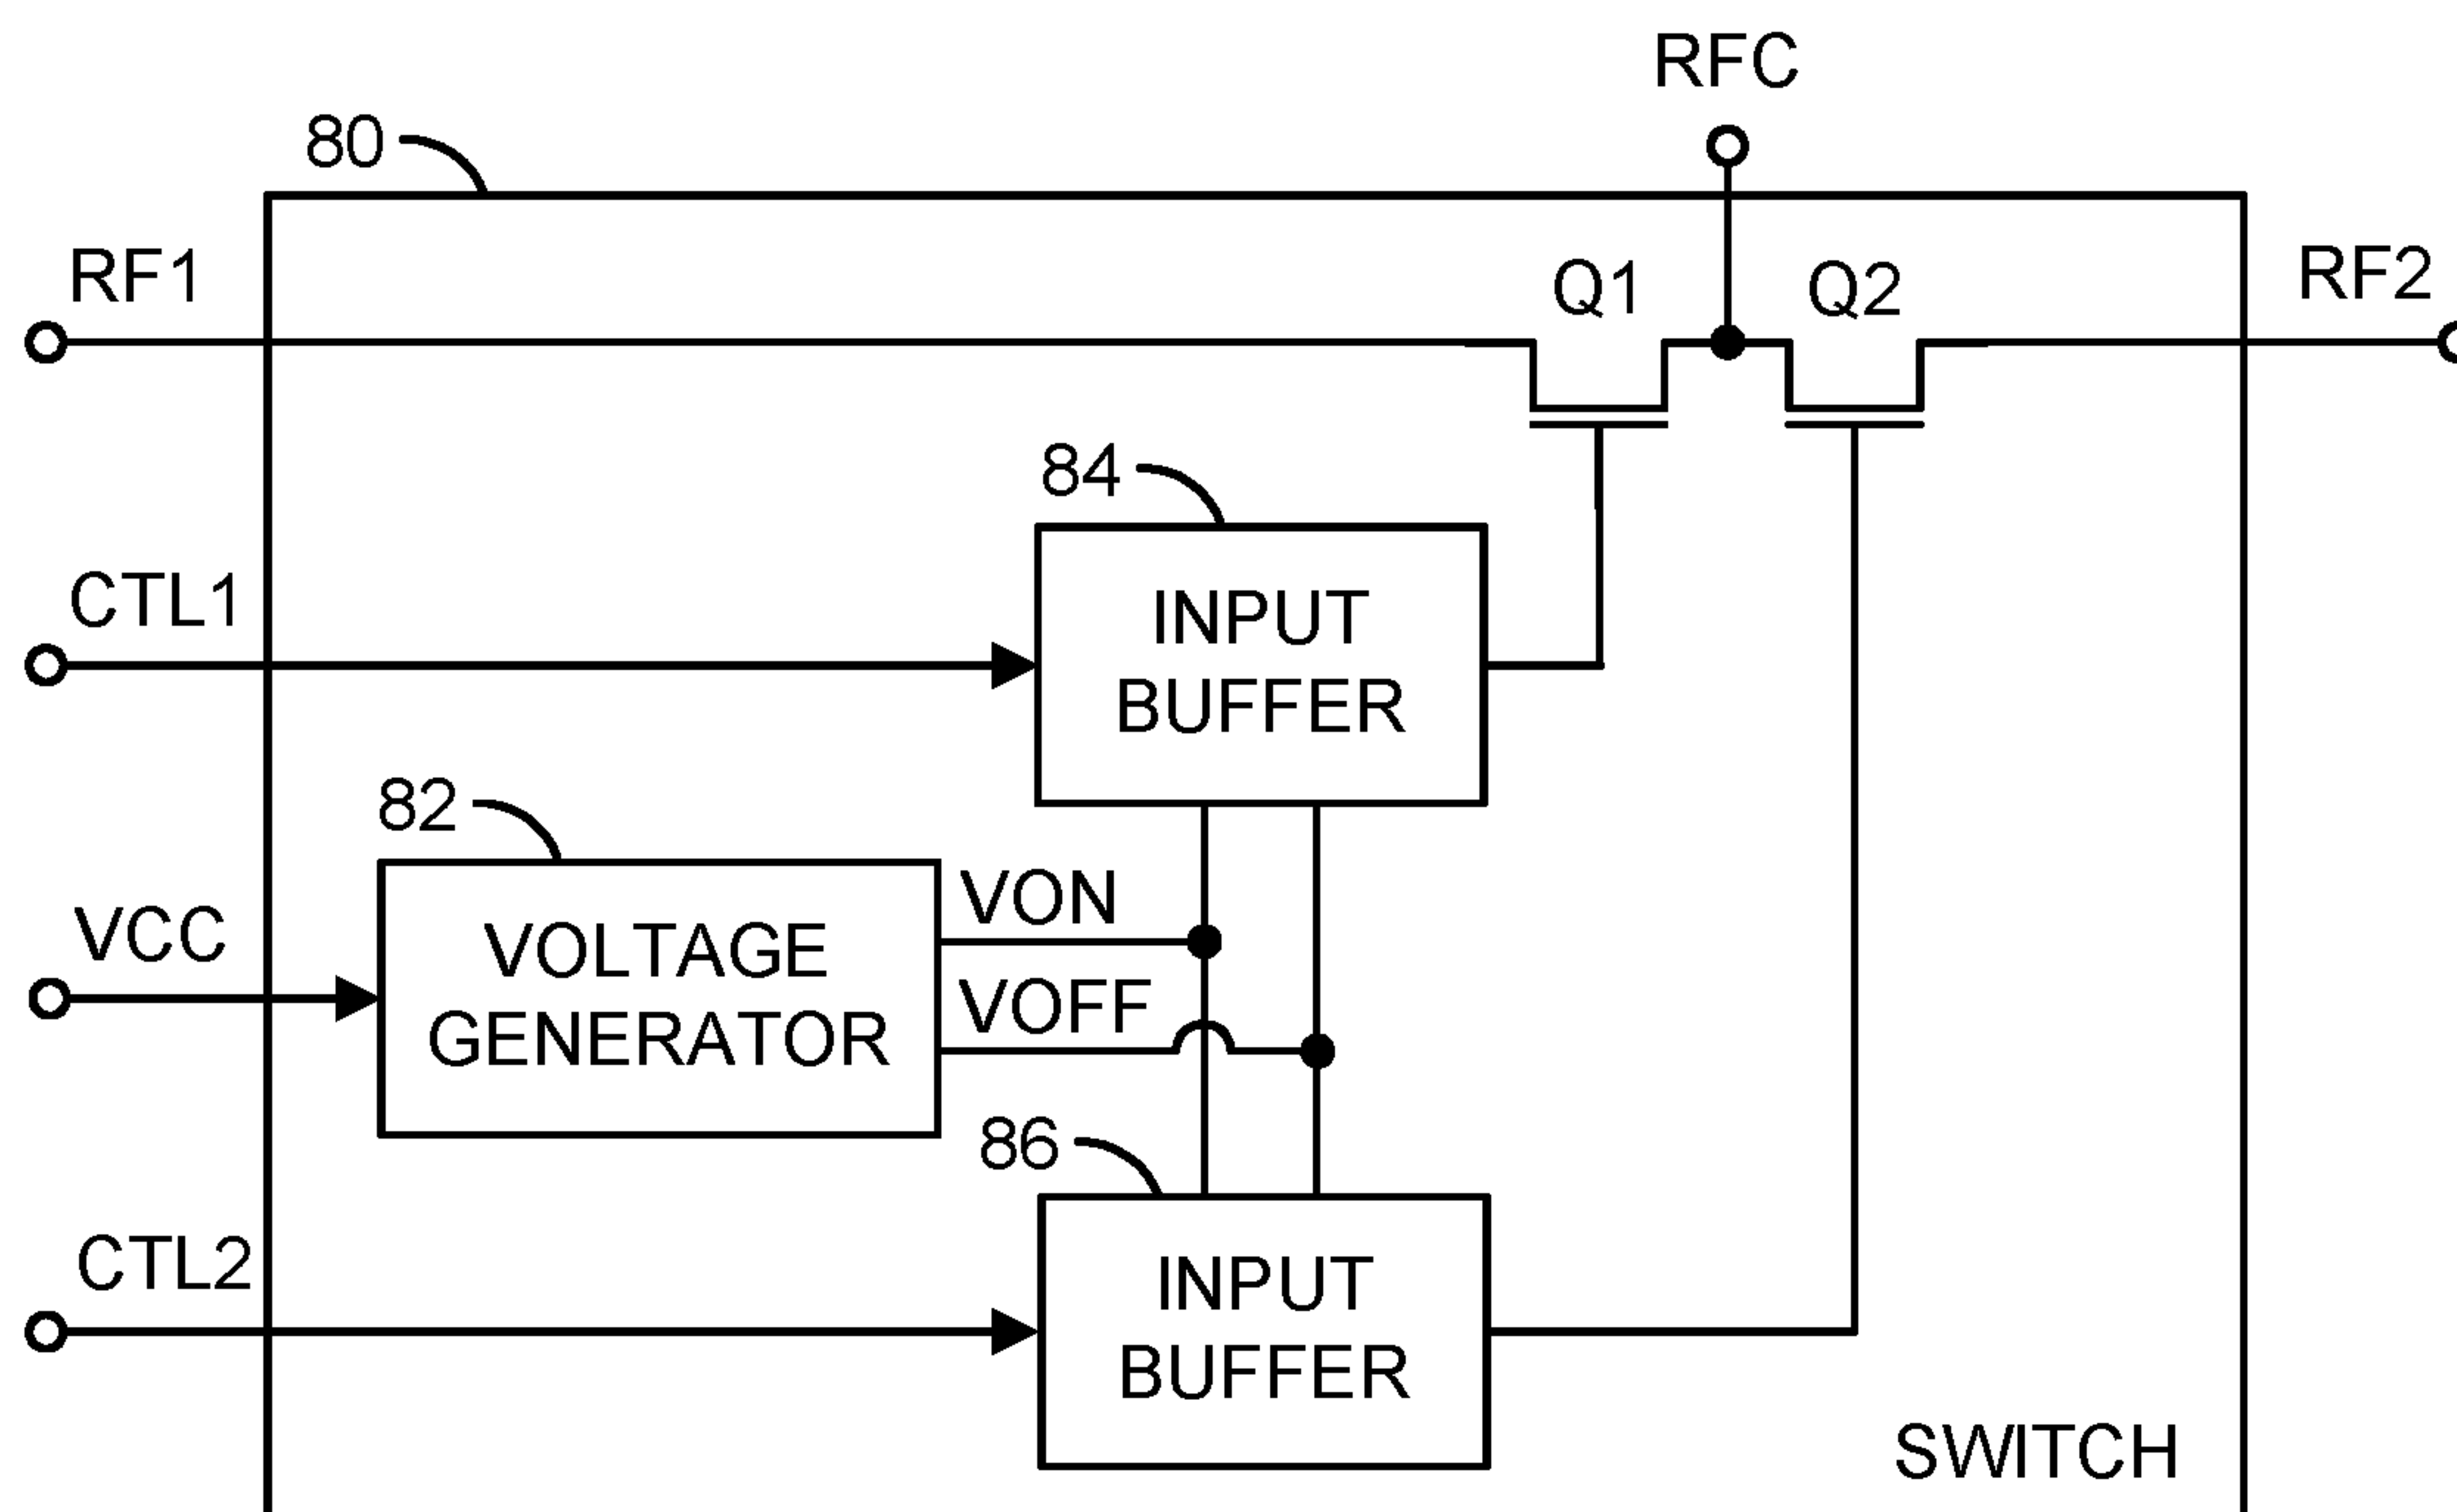 RFC
80
RF1
Q1
Q2
RF2
84
CTL1
INPUT
BUFFER
82
VON
VCC
VOLTAGE
GENERATOR
VOFF
86
CTL2
INPUT
BUFFER
SWITCH